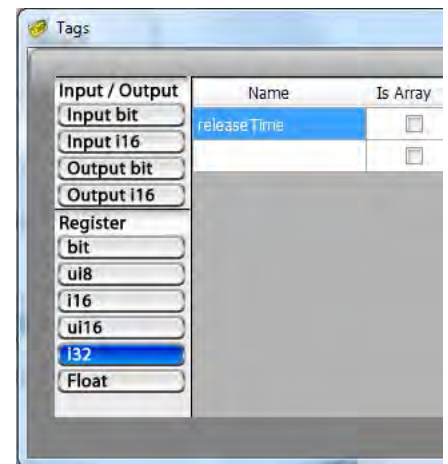 Tags
Input / Output
Input bit
Input i16
Output bit
Output i16
Register
bit
ui8
i16
ui16
i32
Float
Name Is Array
releaseTime